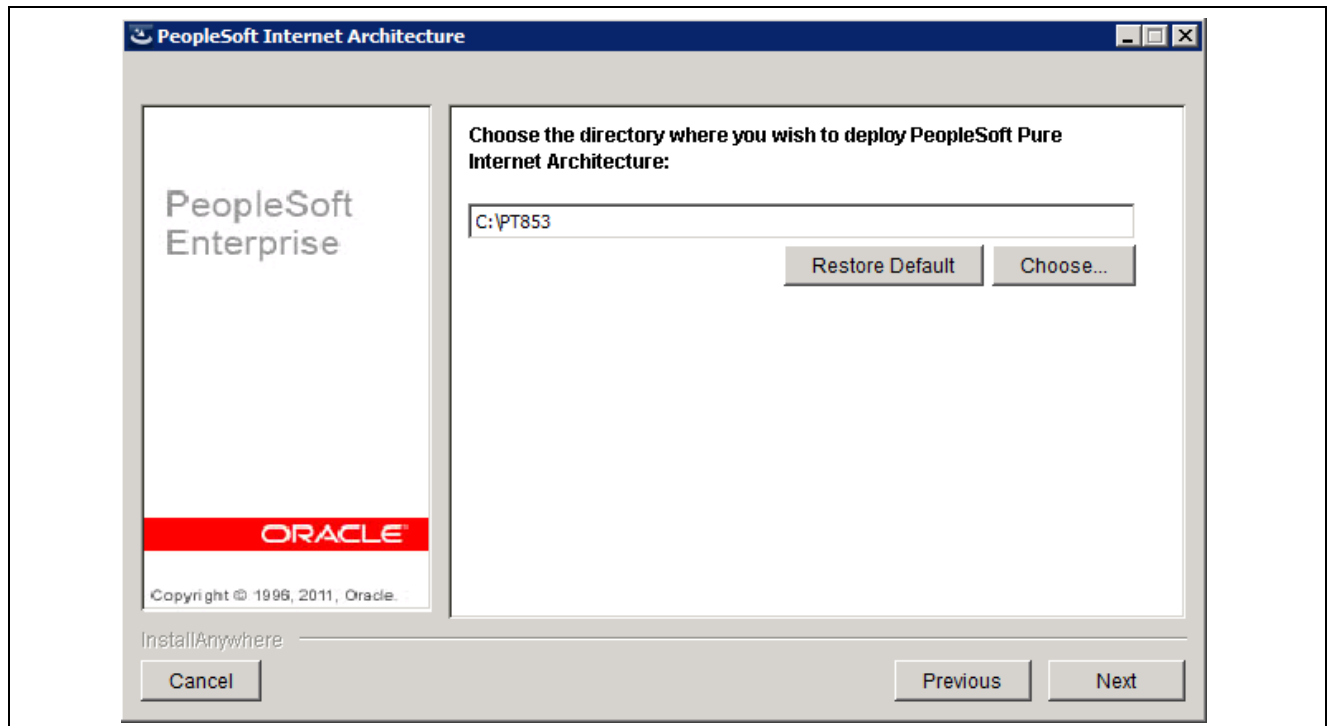 PeopleSoft Internet Architecture
Choose the directory where you wish to deploy PeopleSoft Pure
Internet Architecture:
PeopleSoft
Enterprise
C:\PT853
Restore Default
Choose...
ORACLE
Copyright © 1996, 2011, Oracle.
InstallAnywhere
Cancel
Previous
Next